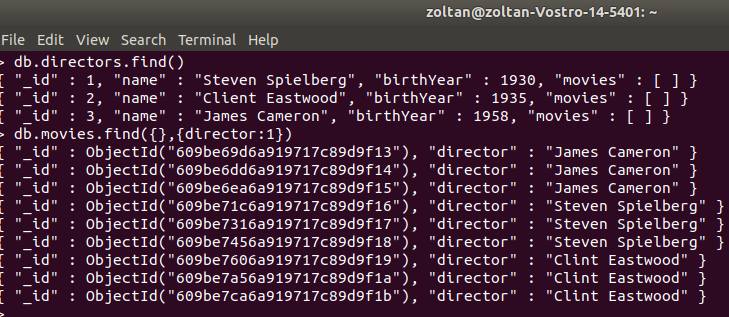 zoltan@zoltan-Vostro-14-5401: ~
File Edit View Search Terminal Help
> db.directors.find()
{ "_id" : 1, "name" : "Steven Spielberg", "birthYear" : 1930, "movies" : [ ] }
{ "_id" : 2, "name" : "Client Eastwood", "birthYear" : 1935, "movies" : [ ] }
{ "_id" : 3, "name" : "James Cameron", "birthYear" : 1958, "movies" : [ ] }
> db.movies.find({},{director:1})
{ "_id" : ObjectId("609be69d6a919717c89d9f13"), "director" : "James Cameron" }
{ "_id" : ObjectId("609be6dd6a919717c89d9f14"), "director" : "James Cameron" }
{ "_id" : ObjectId("609be6ea6a919717c89d9f15"), "director" : "James Cameron" }
{ "_id" : ObjectId("609be71c6a919717c89d9f16"), "director" : "Steven Spielberg" }
{ "_id" : ObjectId("609be7316a919717c89d9f17"), "director" : "Steven Spielberg" }
{ "_id" : ObjectId("609be7456a919717c89d9f18"), "director" : "Steven Spielberg" }
{ "_id" : ObjectId("609be7606a919717c89d9f19"), "director" : "Clint Eastwood" }
{ "_id" : ObjectId("609be7a56a919717c89d9f1a"), "director" : "Clint Eastwood" }
{ "_id" : ObjectId("609be7ca6a919717c89d9f1b"), "director" : "Clint Eastwood" }
>